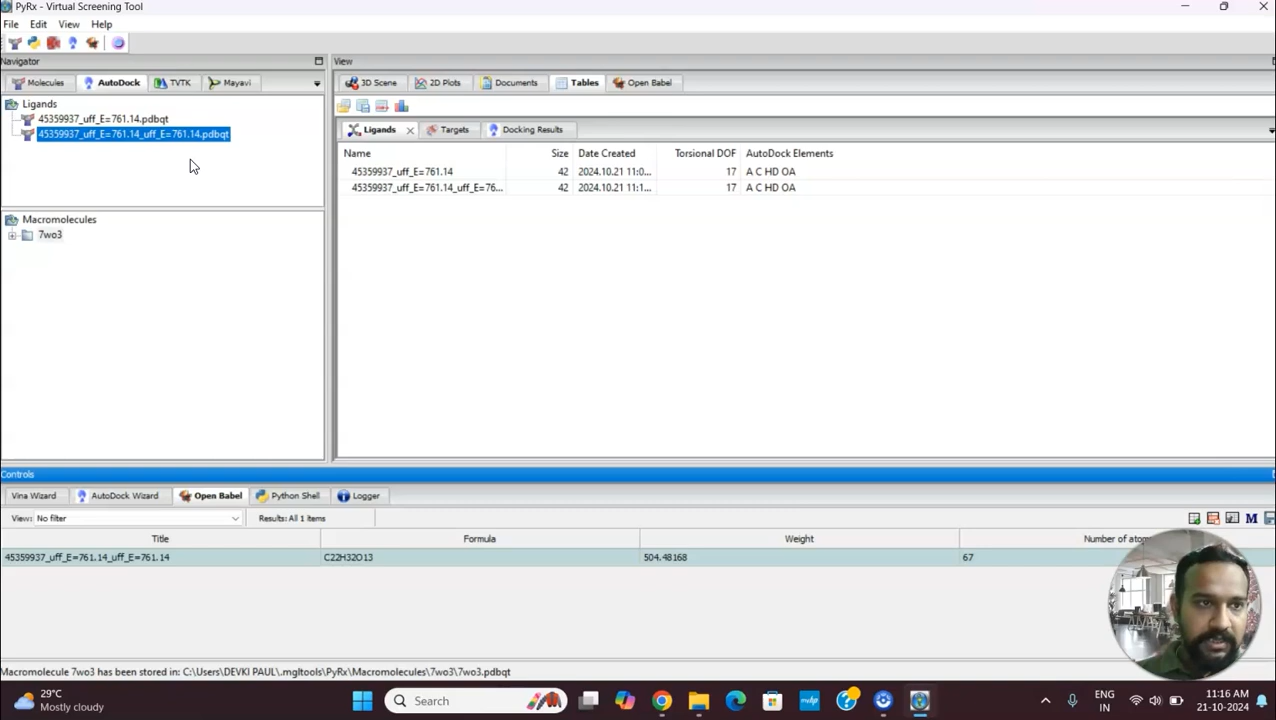 PyRx - Virtual Screening Tool
File Edit View Help
Navigator
View
Molecules AutoDock TVTK Mayavi
3D Scene 2D Plots Documents Tables Open Babel
Ligands
45359937_uff_E=761.14.pdbqt
45359937_uff_E=761.14_uff_E=761.14.pdbqt
Macromolecules
7wo3
Ligands Targets Docking Results
Name Size Date Created Torsional DOF AutoDock Elements
45359937_uff_E=761.14 42 2024.10.21 11:0... 17 A C HD OA
45359937_uff_E=761.14_uff_E=76... 42 2024.10.21 11:1... 17 A C HD OA
Controls
Vina Wizard AutoDock Wizard Open Babel Python Shell Logger
View: No filter Results: All 1 items
M
Title Formula Weight Number of atom
45359937_uff_E=761.14_uff_E=761.14 C22H32O13 504.48168 67
Macromolecule 7wo3 has been stored in: C:\Users\DEVKI PAUL\.mgltools\PyRx\Macromolecules\7wo3\7wo3.pdbqt
29°C
Mostly cloudy
Search
ENG
IN
11:16 AM
21-10-2024